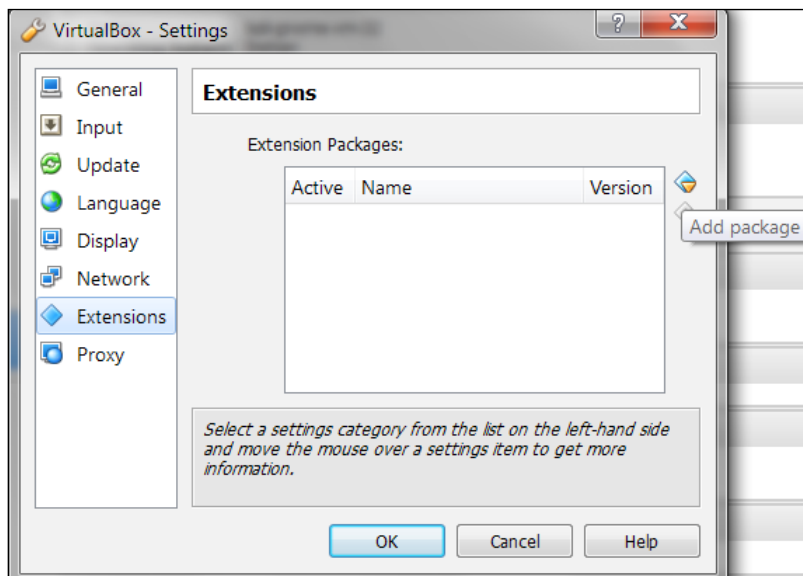 VirtualBox - Settings
?
X
General
Input
Update
Language
Display
Network
Extensions
Proxy
Extensions
Extension Packages:
Active Name Version
Add package
Select a settings category from the list on the left-hand side
and move the mouse over a settings item to get more
information.
OK Cancel Help